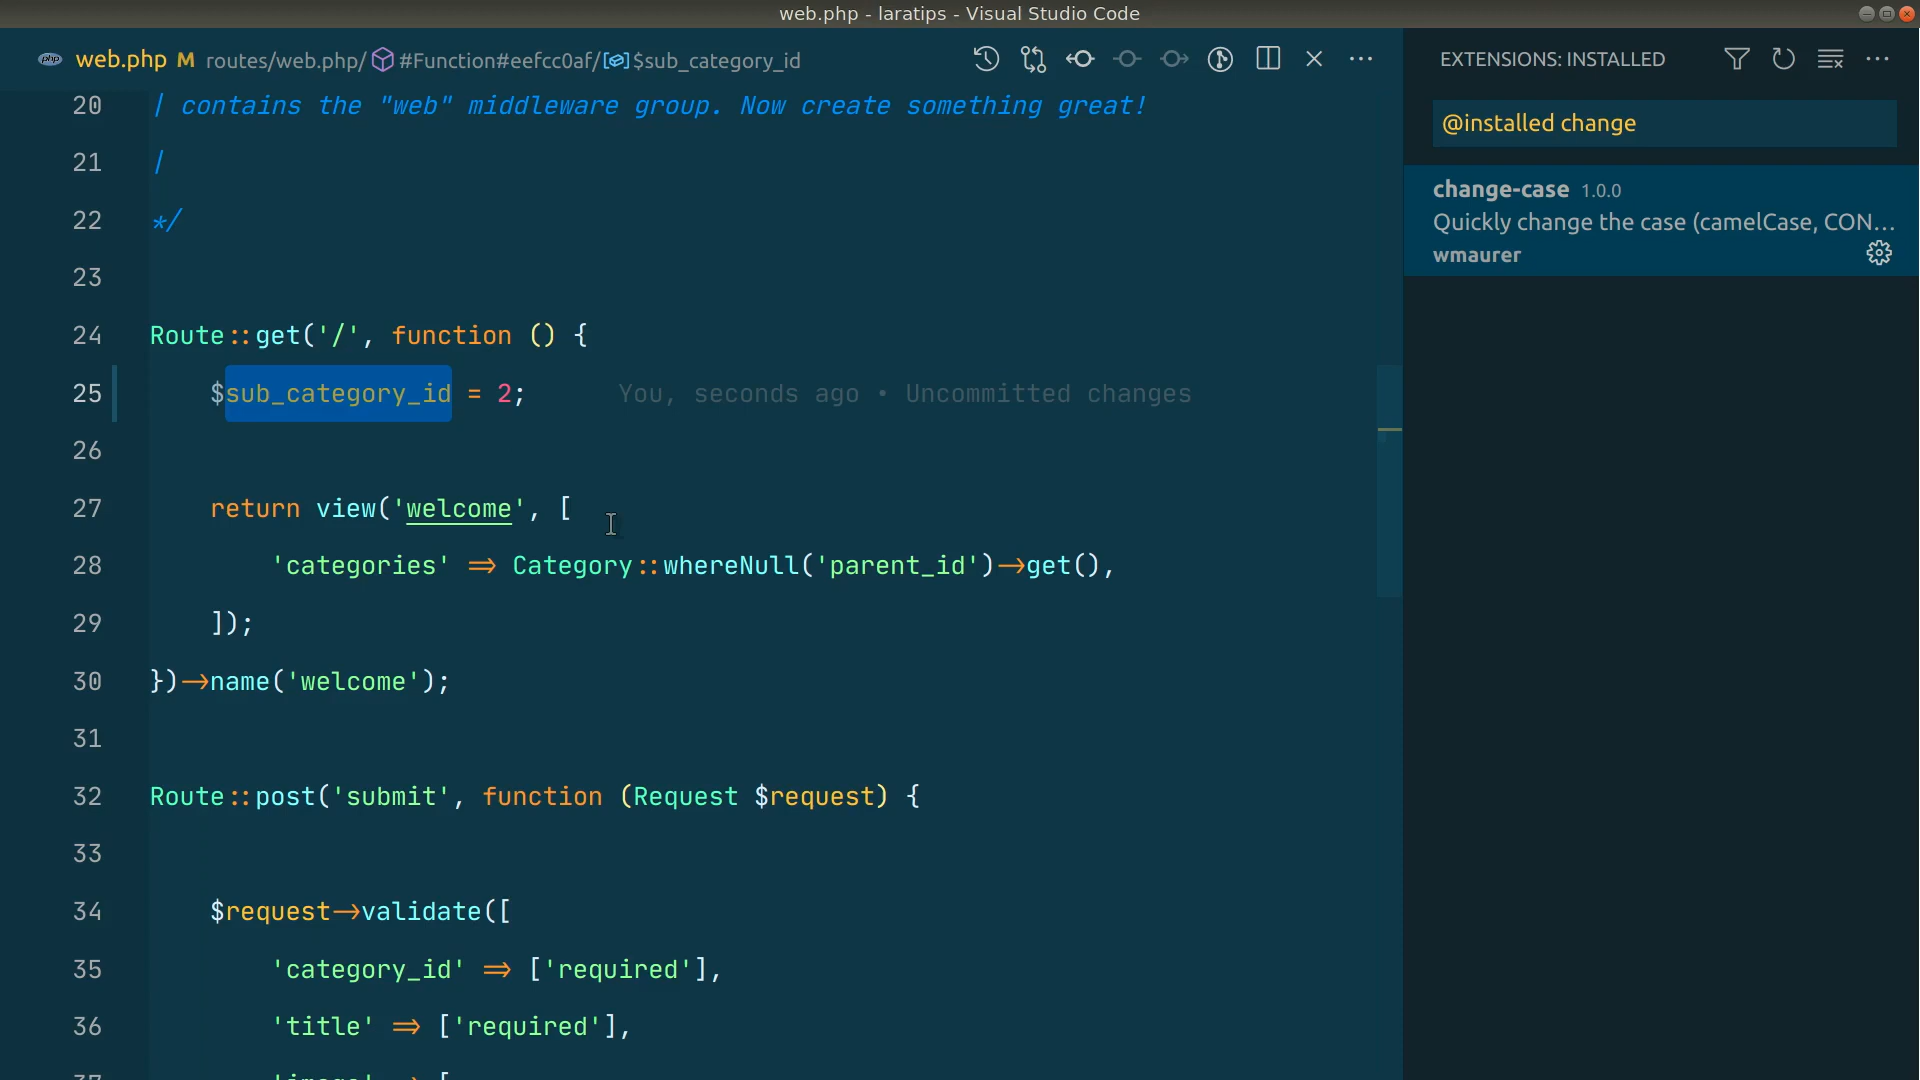 web.php - laratips - Visual Studio Code
php web.php M routes/web.php/ #Function#eefcc0af/ $sub_category_id
EXTENSIONS: INSTALLED
@installed change
change-case 1.0.0
Quickly change the case (camelCase, CON...
wmaurer
20 | contains the "web" middleware group. Now create something great!
21 |
22 */
23
24 Route::get('/', function () {
25 $sub_category_id = 2; You, seconds ago • Uncommitted changes
26
27 return view('welcome', [
28 'categories' => Category::whereNull('parent_id')->get(),
29 ]);
30 })->name('welcome');
31
32 Route::post('submit', function (Request $request) {
33
34 $request->validate([
35 'category_id' => ['required'],
36 'title' => ['required'],